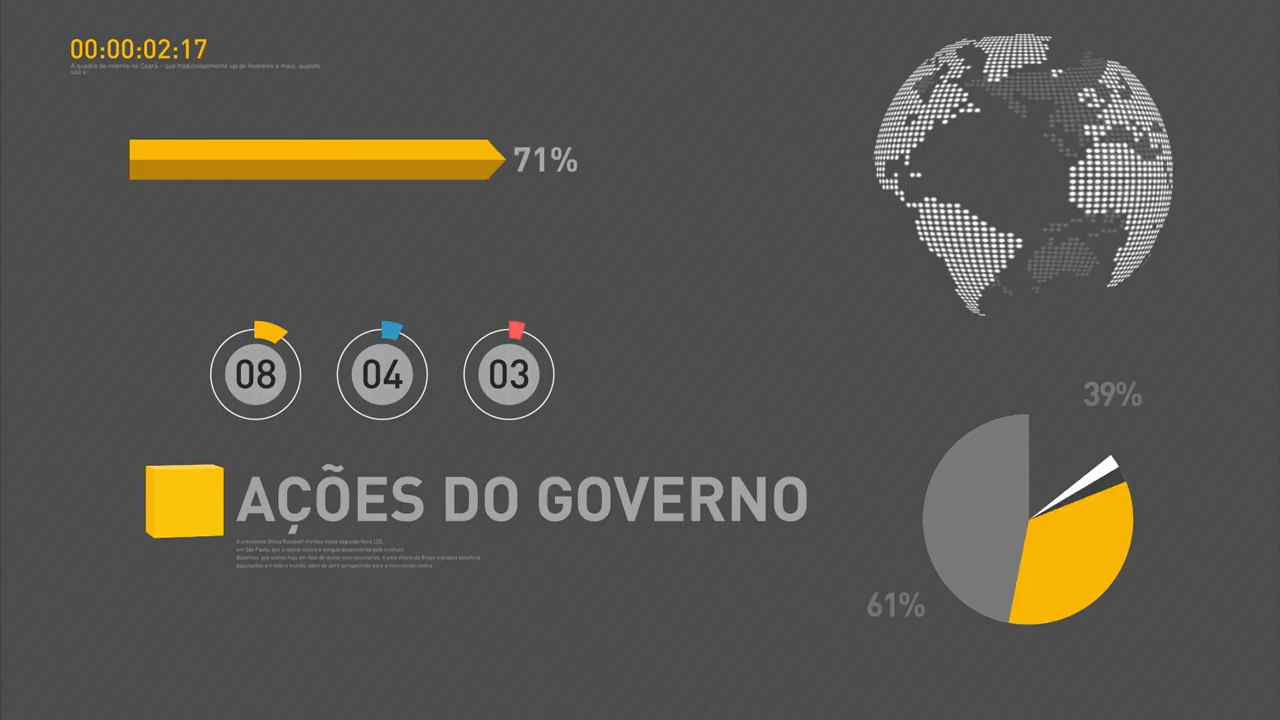 00:00:02:17
A quadra de inverno no Ceará – que tradicionalmente vai de fevereiro a maio, quando
são o
71%
08 04 03
39%
AÇÕES DO GOVERNO
A presidenta Dilma Rousseff afirmou nesta segunda-feira (22),
em São Paulo, que a vacina contra a dengue desenvolvida pelo Instituto
Butantan, que entrou hoje em fase de testes com voluntários, é uma vitória do Brasil e poderá beneficiar
populações em todo o mundo, além de abrir perspectivas para a imunização contra
61%